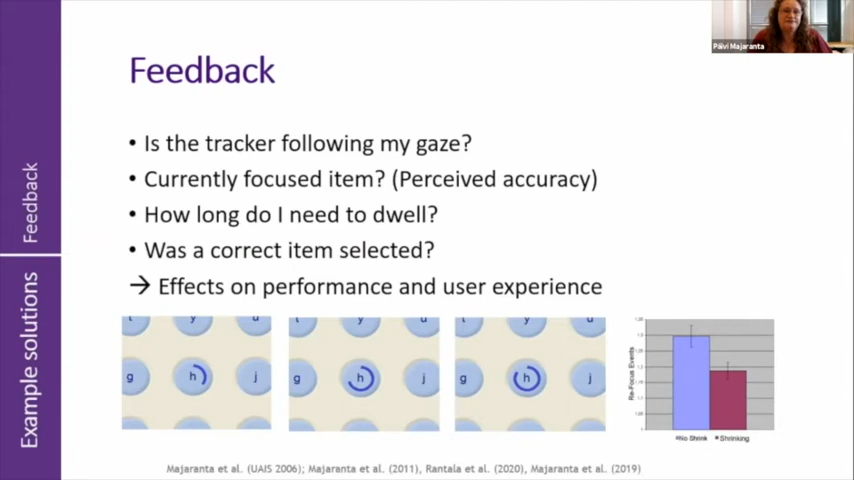 Päivi Majaranta
Feedback
• Is the tracker following my gaze?
• Currently focused item? (Perceived accuracy)
• How long do I need to dwell?
• Was a correct item selected?
→ Effects on performance and user experience
Feedback
Example solutions
t y u
g h j
t y u
g h j
t y u
g h j
Re-Focus Events
No Shrink Shrinking
Majaranta et al. (UAIS 2006); Majaranta et al. (2011), Rantala et al. (2020), Majaranta et al. (2019)